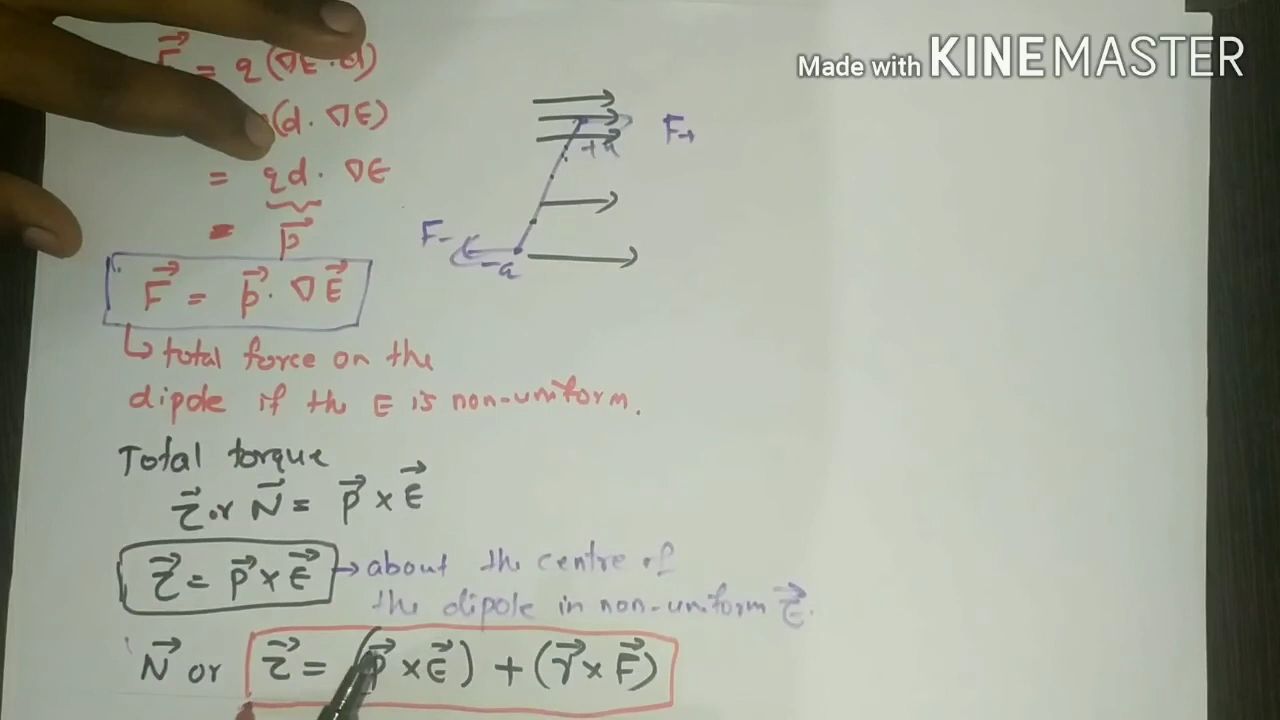 Made with KINEMASTER
F⃗ = q(∇E · d)
(d · ∇E)
= qd · ∇E
= p⃗
F⃗ = p⃗ · ∇E⃗
↳ total force on the
dipole if the E is non-uniform.
F→
+q
F-
-q
Total torque
τ⃗ or N⃗ = p⃗ × E⃗
τ⃗ = p⃗ × E⃗ → about the centre of
the dipole in non-uniform E⃗.
N⃗ or τ⃗ = (p⃗ × E⃗) + (r⃗ × F⃗)